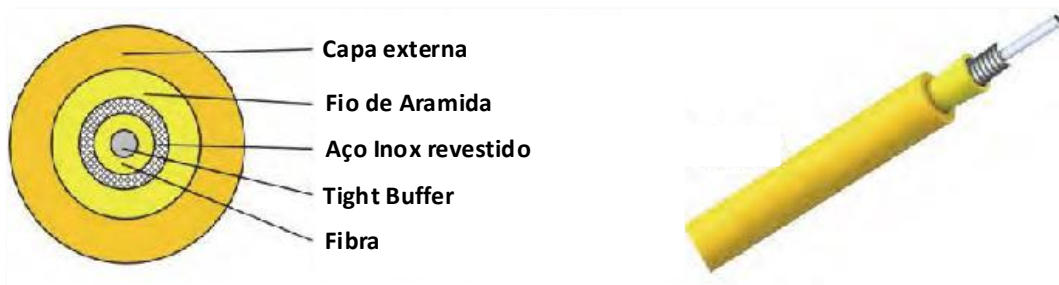 Capa externa
Fio de Aramida
Aço Inox revestido
Tight Buffer
Fibra